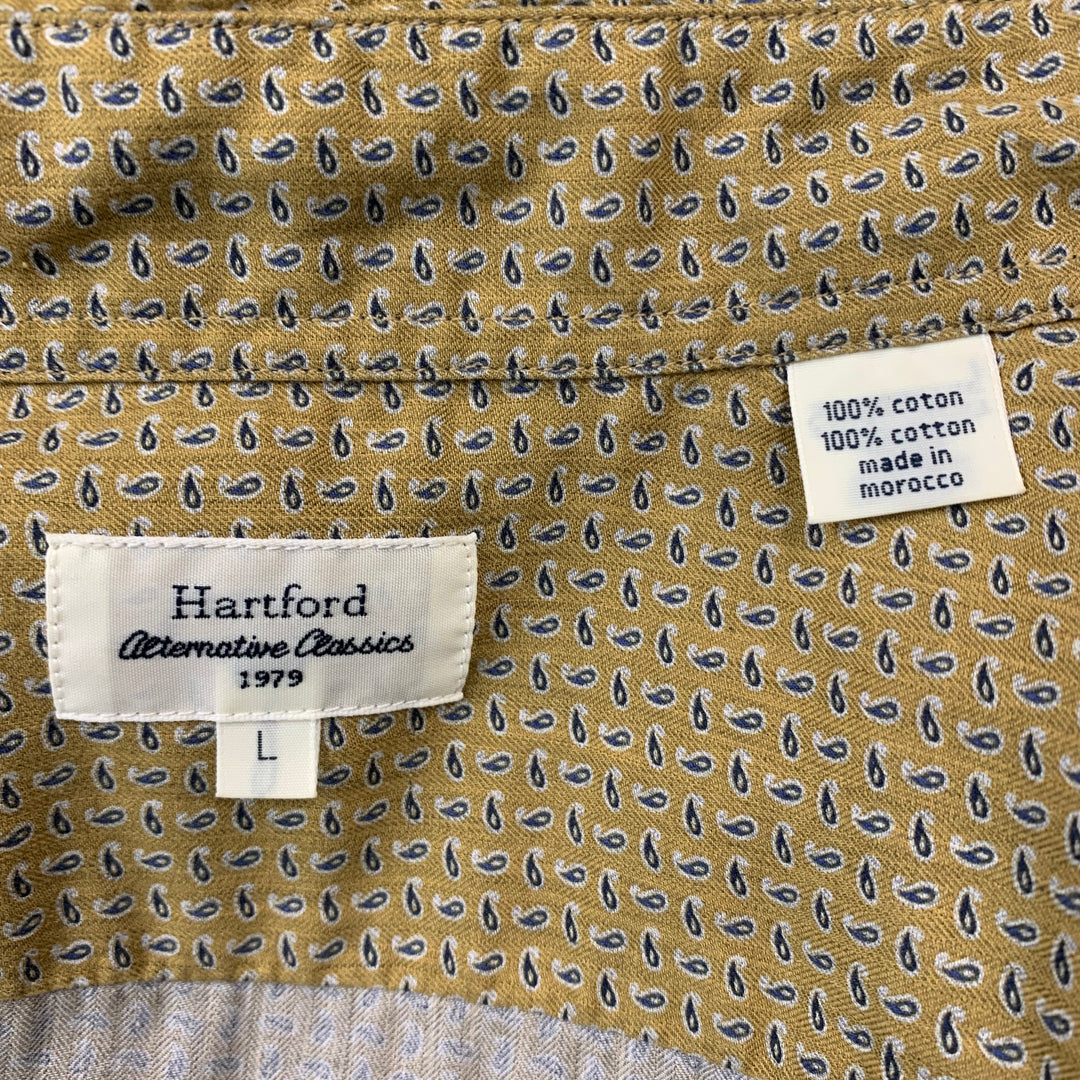 100% coton
100% cotton
made in
morocco
Hartford
Alternative Classics
1979
L